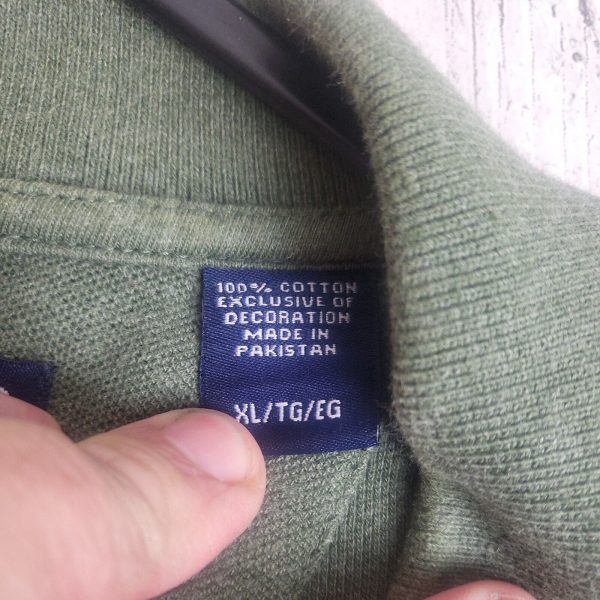 100% COTTON
EXCLUSIVE OF
DECORATION
MADE IN
PAKISTAN
XL/TG/EG